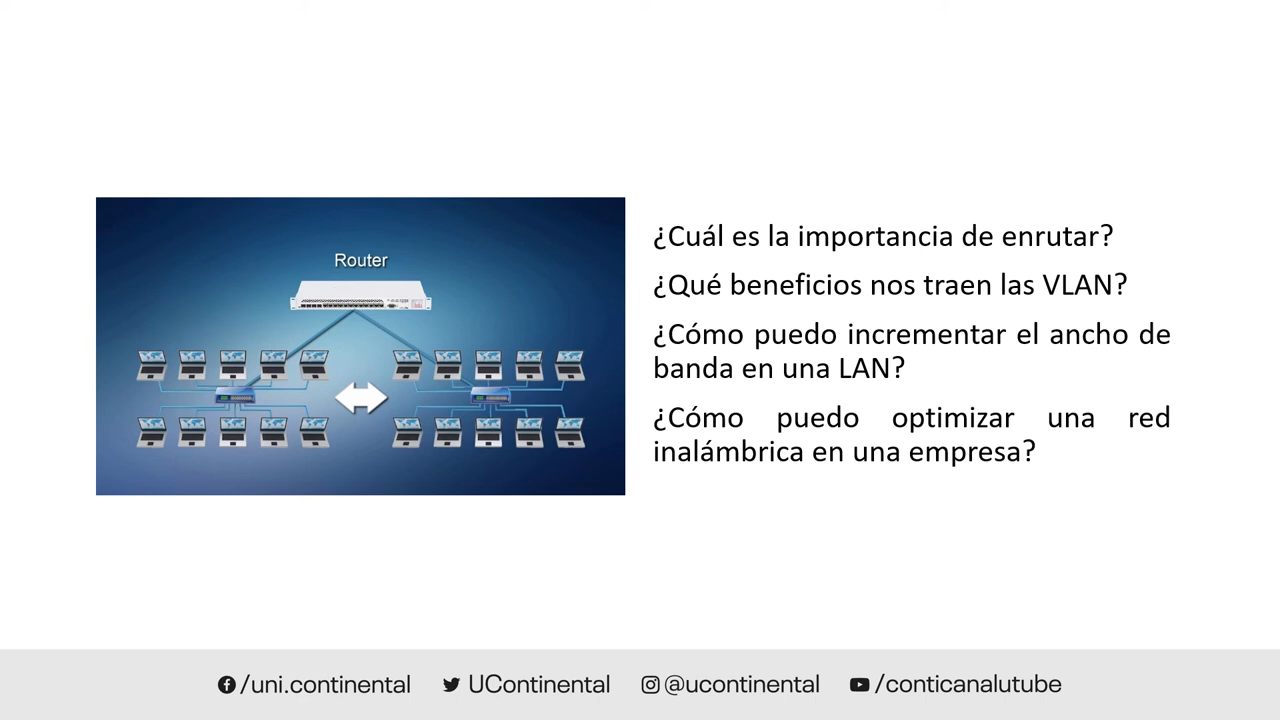 Router
¿Cuál es la importancia de enrutar?
¿Qué beneficios nos traen las VLAN?
¿Cómo puedo incrementar el ancho de
banda en una LAN?
¿Cómo puedo optimizar una red
inalámbrica en una empresa?
/uni.continental UContinental @ucontinental /conticanalutube